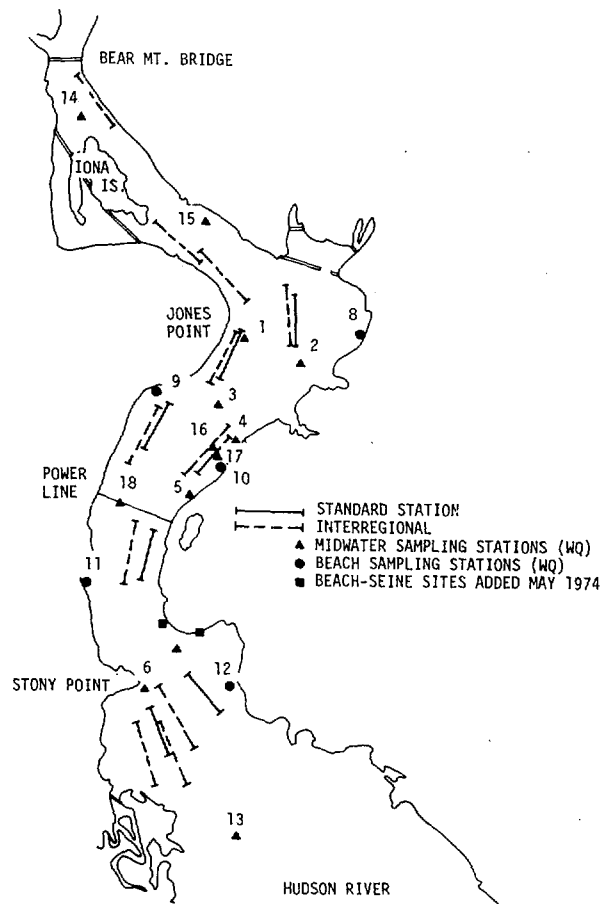 BEAR MT. BRIDGE
14
IONA
IS.
15
JONES
POINT
1
2
8
9
3
4
16
17
10
POWER
LINE
18
5
STANDARD STATION
INTERREGIONAL
MIDWATER SAMPLING STATIONS (WQ)
BEACH SAMPLING STATIONS (WQ)
BEACH-SEINE SITES ADDED MAY 1974
11
6
12
STONY POINT
13
HUDSON RIVER